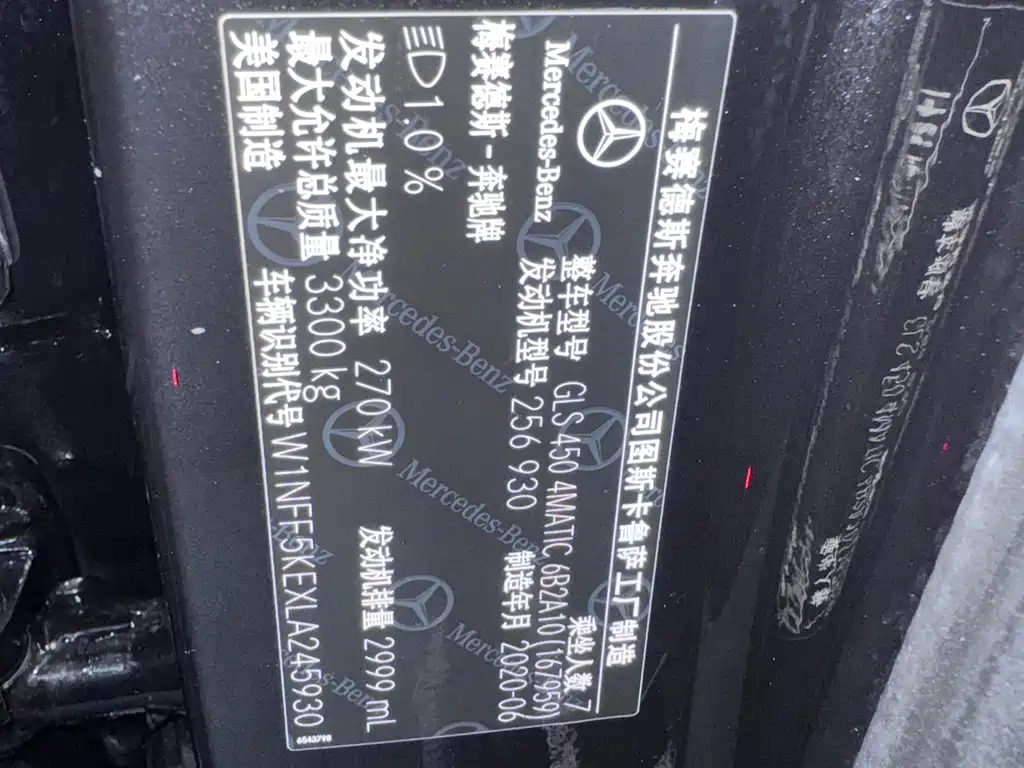 梅赛德斯奔驰股份公司图斯卡鲁萨工厂制造
Mercedes-Benz
梅赛德斯-奔驰牌
整车型号 GLS 450 4MATIC 6B2A10(167959)
乘坐人数 7
发动机型号 256 930
制造年月 2020-06
1.0%
发动机最大净功率 270 kW
发动机排量 2999 mL
最大允许总质量 3300 kg
美国制造
车辆识别代号 W1NFF5KEXLA245930
6543798